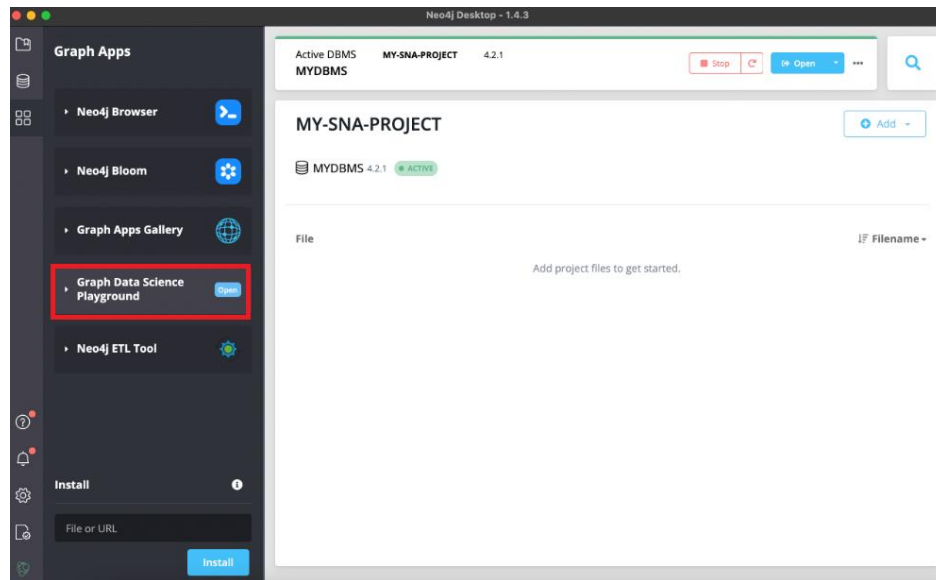 Neo4j Desktop - 1.4.3
Graph Apps
Neo4j Browser
Neo4j Bloom
Graph Apps Gallery
Graph Data Science
Playground
Open
Neo4j ETL Tool
Install
File or URL
Install
Active DBMS MY-SNA-PROJECT 4.2.1
MYDBMS
Stop
Open
MY-SNA-PROJECT
Add
MYDBMS 4.2.1 ACTIVE
File Filename
Add project files to get started.